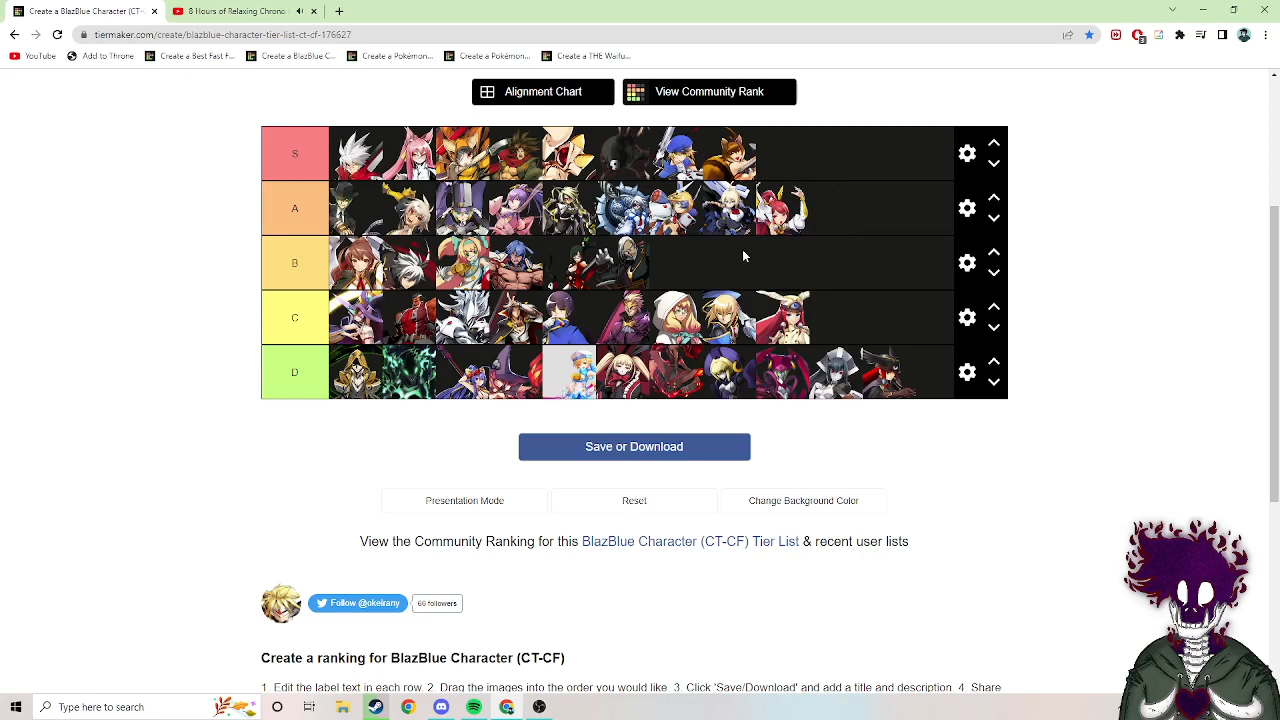 Create a BlazBlue Character (CT-C
8 Hours of Relaxing Chrono
tiermaker.com/create/blazblue-character-tier-list-ct-cf-176627
YouTube
Add to Throne
Create a Best Fast F...
Create a BlazBlue C...
Create a Pokémon...
Create a Pokémon...
Create a THE Waifu...
3
Alignment Chart
View Community Rank
S
A
B
C
D
Save or Download
Presentation Mode
Reset
Change Background Color
View the Community Ranking for this BlazBlue Character (CT-CF) Tier List & recent user lists
Follow @okeirany
66 followers
Create a ranking for BlazBlue Character (CT-CF)
1. Edit the label text in each row. 2. Drag the images into the order you would like. 3. Click 'Save/Download' and add a title and description. 4. Share
Type here to search